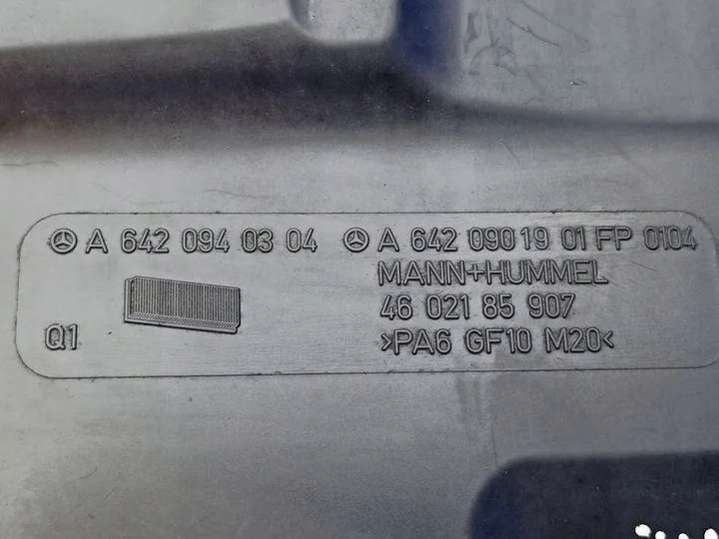 A 642 094 03 04
A 642 090 19 01 FP 0104
MANN+HUMMEL
46 021 85 907
Q1
>PA6 GF10 M20<